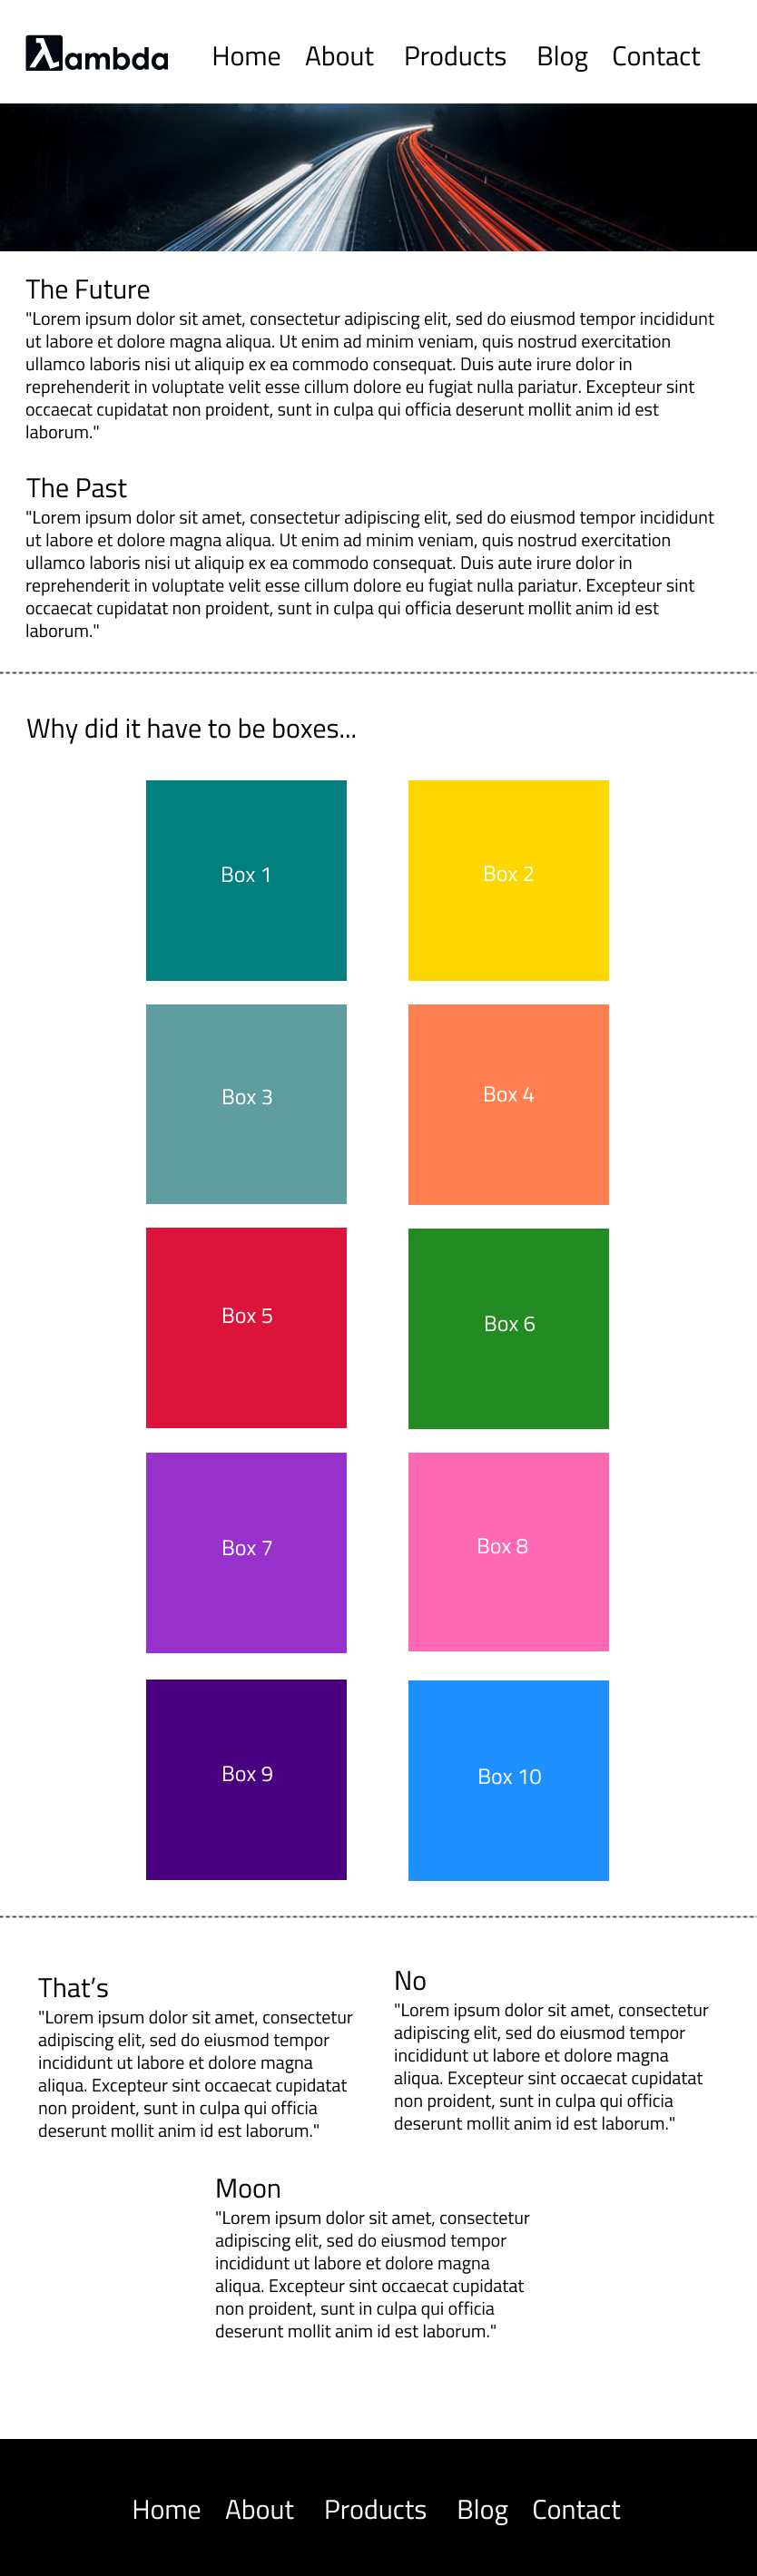 λambda
Home About Products Blog Contact
The Future
"Lorem ipsum dolor sit amet, consectetur adipiscing elit, sed do eiusmod tempor incididunt
ut labore et dolore magna aliqua. Ut enim ad minim veniam, quis nostrud exercitation
ullamco laboris nisi ut aliquip ex ea commodo consequat. Duis aute irure dolor in
reprehenderit in voluptate velit esse cillum dolore eu fugiat nulla pariatur. Excepteur sint
occaecat cupidatat non proident, sunt in culpa qui officia deserunt mollit anim id est
laborum."
The Past
"Lorem ipsum dolor sit amet, consectetur adipiscing elit, sed do eiusmod tempor incididunt
ut labore et dolore magna aliqua. Ut enim ad minim veniam, quis nostrud exercitation
ullamco laboris nisi ut aliquip ex ea commodo consequat. Duis aute irure dolor in
reprehenderit in voluptate velit esse cillum dolore eu fugiat nulla pariatur. Excepteur sint
occaecat cupidatat non proident, sunt in culpa qui officia deserunt mollit anim id est
laborum."
Why did it have to be boxes...
Box 1
Box 2
Box 3
Box 4
Box 5
Box 6
Box 7
Box 8
Box 9
Box 10
That's
"Lorem ipsum dolor sit amet, consectetur
adipiscing elit, sed do eiusmod tempor
incididunt ut labore et dolore magna
aliqua. Excepteur sint occaecat cupidatat
non proident, sunt in culpa qui officia
deserunt mollit anim id est laborum."
No
"Lorem ipsum dolor sit amet, consectetur
adipiscing elit, sed do eiusmod tempor
incididunt ut labore et dolore magna
aliqua. Excepteur sint occaecat cupidatat
non proident, sunt in culpa qui officia
deserunt mollit anim id est laborum."
Moon
"Lorem ipsum dolor sit amet, consectetur
adipiscing elit, sed do eiusmod tempor
incididunt ut labore et dolore magna
aliqua. Excepteur sint occaecat cupidatat
non proident, sunt in culpa qui officia
deserunt mollit anim id est laborum."
Home About Products Blog Contact